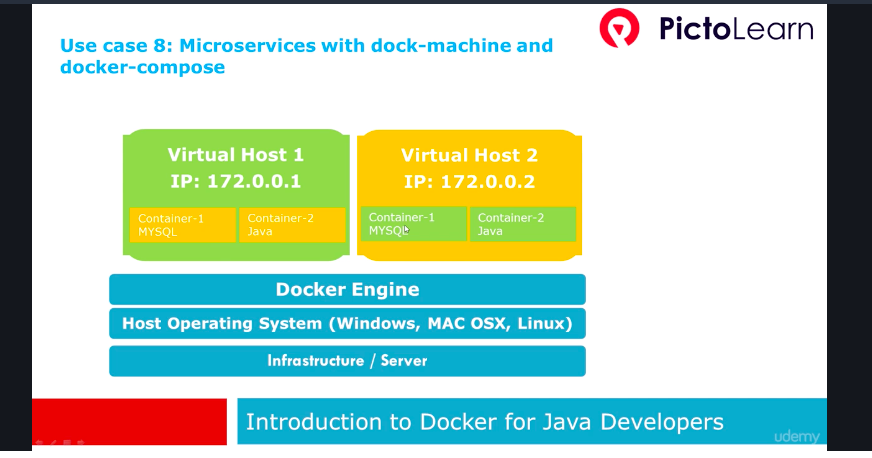 PictoLearn
Use case 8: Microservices with dock-machine and
docker-compose
Virtual Host 1
IP: 172.0.0.1
Container-1
MYSQL
Container-2
Java
Virtual Host 2
IP: 172.0.0.2
Container-1
MYSQL
Container-2
Java
Docker Engine
Host Operating System (Windows, MAC OSX, Linux)
Infrastructure / Server
Introduction to Docker for Java Developers
udemy